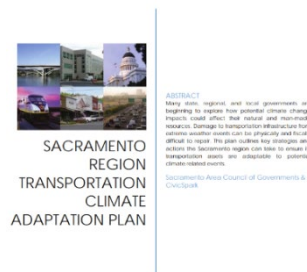 SACRAMENTO
REGION
TRANSPORTATION
CLIMATE
ADAPTATION PLAN
ABSTRACT
Many state, regional, and local governments are
beginning to explore how potential climate change
impacts could affect their natural and man-made
resources. Damage to transportation infrastructure from
extreme weather events can be physically and fiscally
difficult to repair. This plan outlines key strategies and
actions the Sacramento region can take to ensure its
transportation assets are adaptable to potential
climate-related events.
Sacramento Area Council of Governments &
CivicSpark